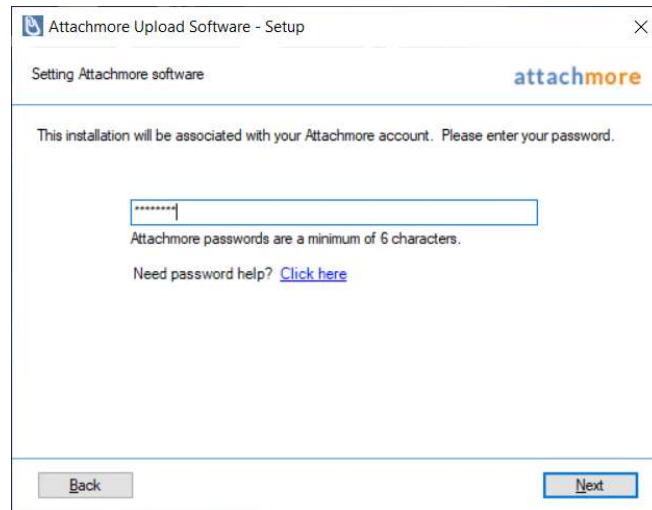 Attachmore Upload Software - Setup
Setting Attachmore software
attachmore
This installation will be associated with your Attachmore account. Please enter your password.
********
Attachmore passwords are a minimum of 6 characters.
Need password help? Click here
Back
Next